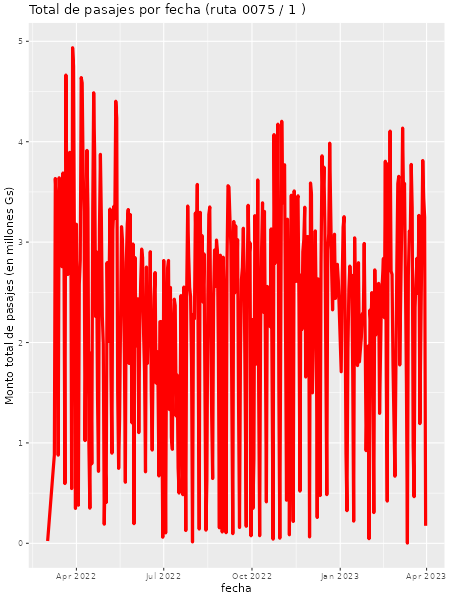 Total de pasajes por fecha (ruta 0075 / 1 )
Monto total de pasajes (en millones Gs)
5
4
3
2
1
0
Apr 2022
Jul 2022
Oct 2022
Jan 2023
Apr 2023
fecha